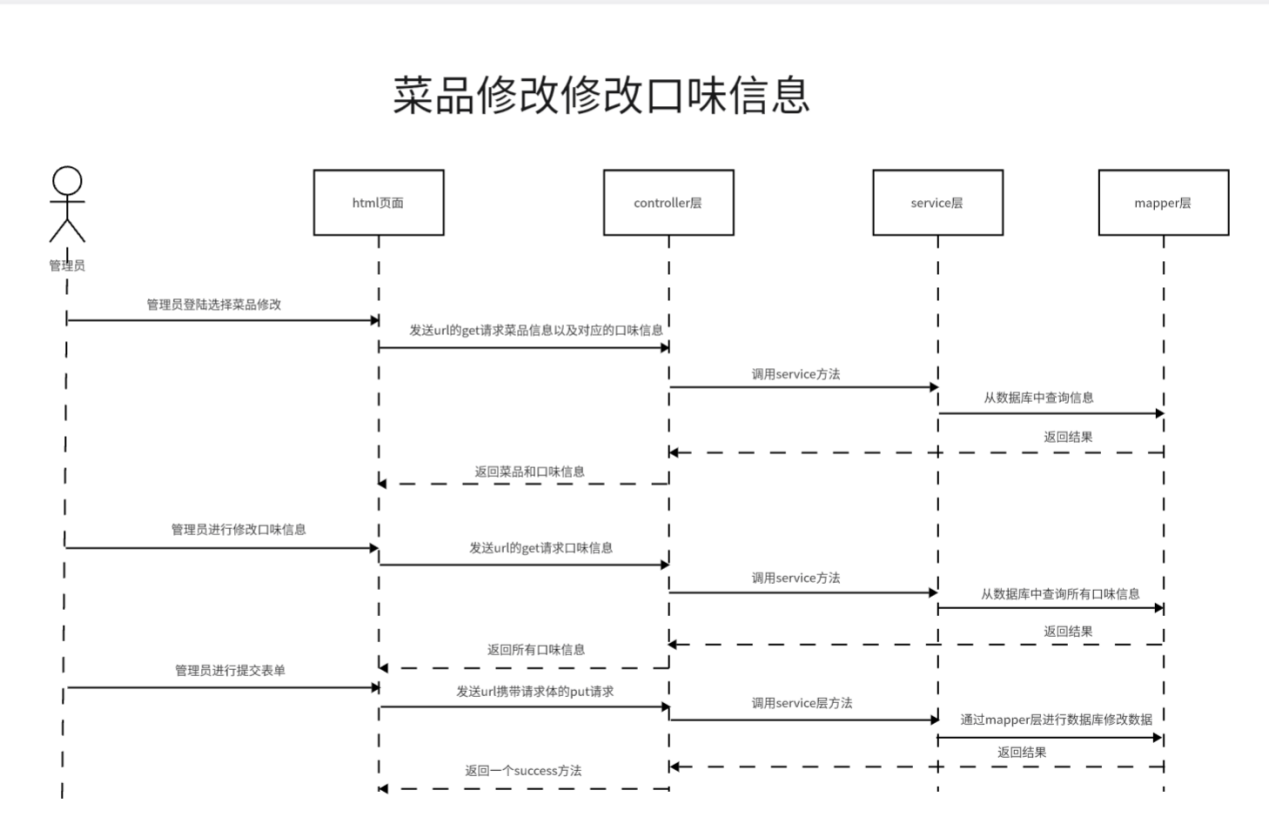 菜品修改修改口味信息
html页面
controller层
service层
mapper层
管理员
管理员登陆选择菜品修改
发送url的get请求菜品信息以及对应的口味信息
调用service方法
从数据库中查询信息
返回结果
返回菜品和口味信息
管理员进行修改口味信息
发送url的get请求口味信息
调用service方法
从数据库中查询所有口味信息
返回结果
返回所有口味信息
管理员进行提交表单
发送url携带请求体的put请求
调用service层方法
通过mapper层进行数据库修改数据
返回结果
返回一个success方法